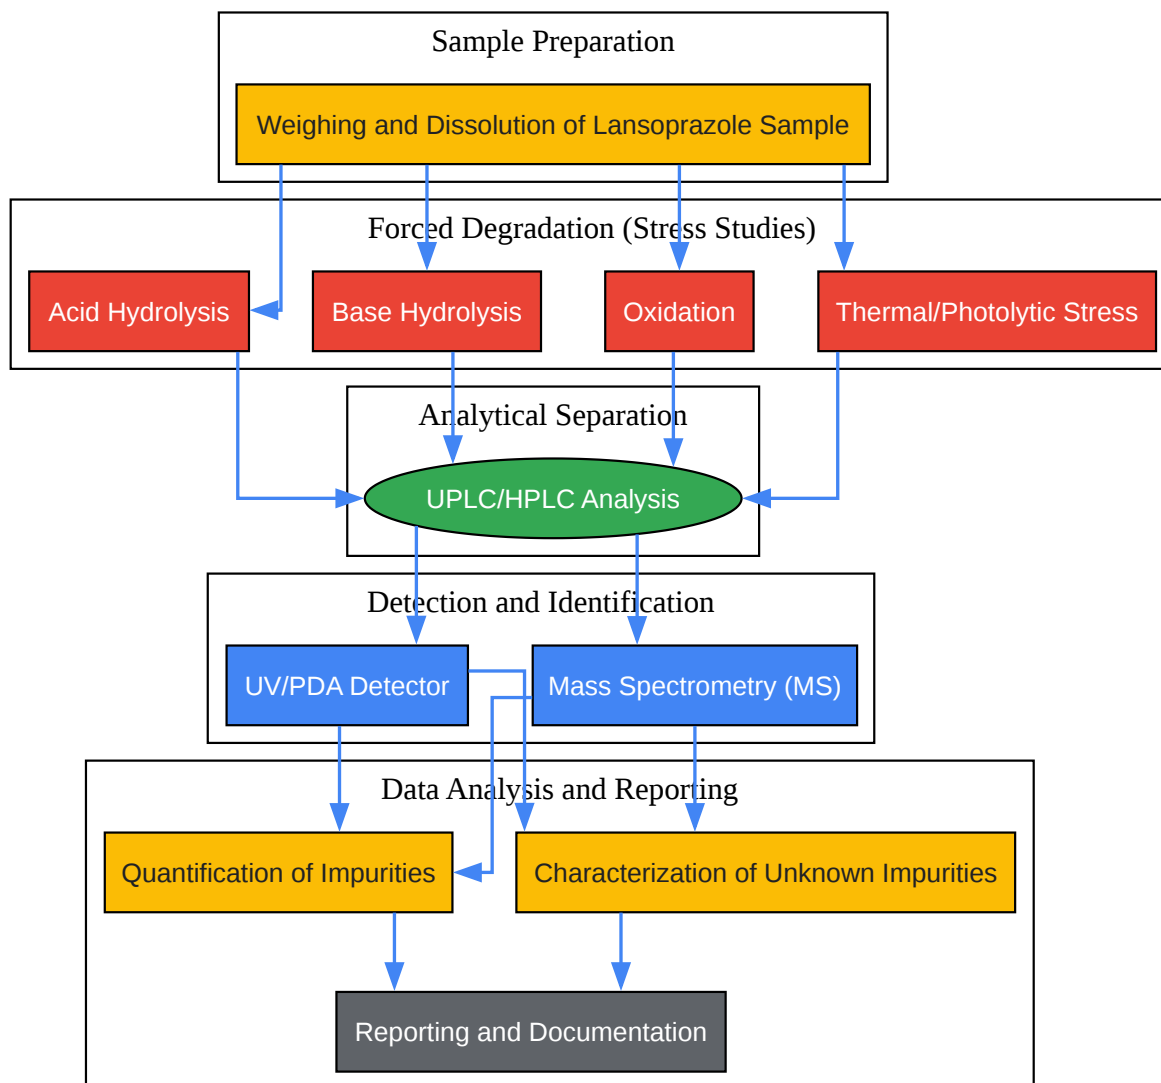 Sample Preparation
Weighing and Dissolution of Lansoprazole Sample
Forced Degradation (Stress Studies)
Acid Hydrolysis
Base Hydrolysis
Oxidation
Thermal/Photolytic Stress
Analytical Separation
UPLC/HPLC Analysis
Detection and Identification
UV/PDA Detector
Mass Spectrometry (MS)
Data Analysis and Reporting
Quantification of Impurities
Characterization of Unknown Impurities
Reporting and Documentation